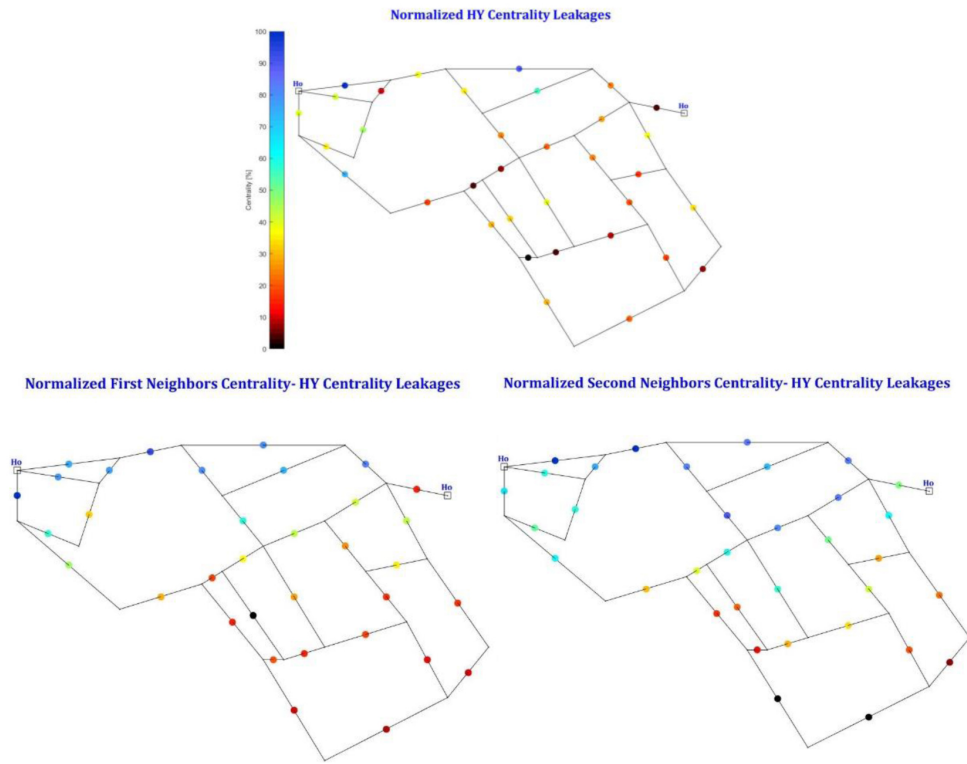 Normalized HY Centrality Leakages
100
90
80
70
60
50
40
30
20
10
0
Centrality [%]
Ho
Ho
Normalized First Neighbors Centrality- HY Centrality Leakages
Normalized Second Neighbors Centrality- HY Centrality Leakages
Ho
Ho
Ho
Ho